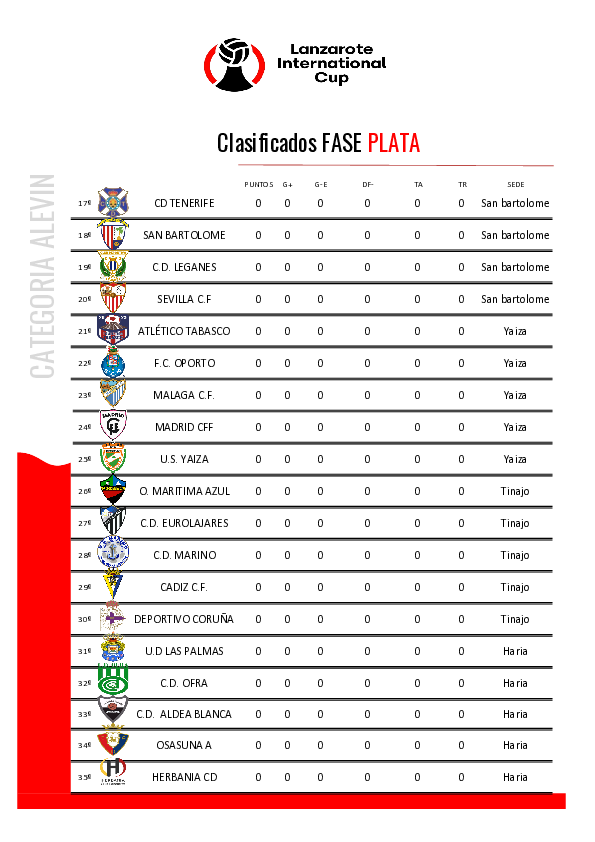 Lanzarote
International
Cup
Clasificados FASE PLATA
CATEGORIA ALEVIN
PUNTOS G+ G-E DF- TA TR SEDE
17º CD TENERIFE 0 0 0 0 0 0 San bartolome
18º SAN BARTOLOME 0 0 0 0 0 0 San bartolome
19º C.D. LEGANES 0 0 0 0 0 0 San bartolome
20º SEVILLA C.F 0 0 0 0 0 0 San bartolome
21º ATLÉTICO TABASCO 0 0 0 0 0 0 Yaiza
22º F.C. OPORTO 0 0 0 0 0 0 Yaiza
23º MALAGA C.F. 0 0 0 0 0 0 Yaiza
24º MADRID CFF 0 0 0 0 0 0 Yaiza
25º U.S. YAIZA 0 0 0 0 0 0 Yaiza
26º O. MARITIMA AZUL 0 0 0 0 0 0 Tinajo
27º C.D. EUROLAJARES 0 0 0 0 0 0 Tinajo
28º C.D. MARINO 0 0 0 0 0 0 Tinajo
29º CADIZ C.F. 0 0 0 0 0 0 Tinajo
30º DEPORTIVO CORUÑA 0 0 0 0 0 0 Tinajo
31º U.D LAS PALMAS 0 0 0 0 0 0 Haria
32º C.D. OFRA 0 0 0 0 0 0 Haria
33º C.D. ALDEA BLANCA 0 0 0 0 0 0 Haria
34º OSASUNA A 0 0 0 0 0 0 Haria
35º HERBANIA CD 0 0 0 0 0 0 Haria